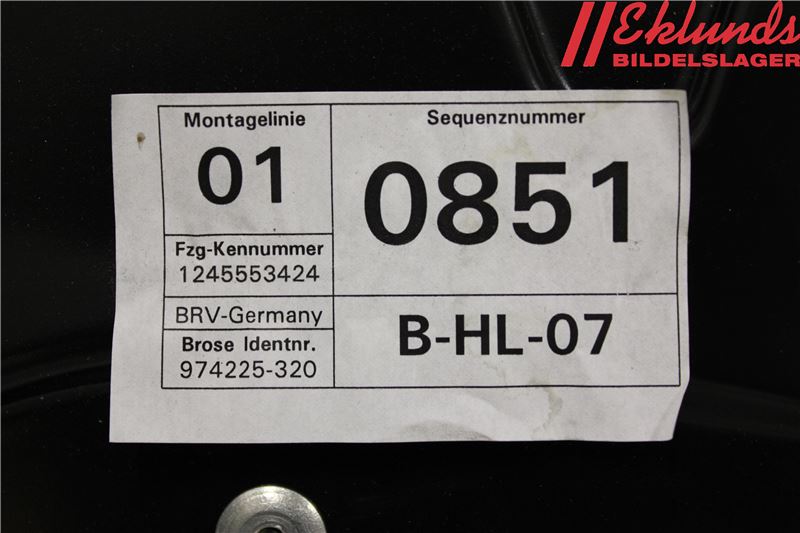 Eklunds
BILDELSLAGER
Montagelinie
01
Sequenznummer
0851
Fzg-Kennummer
1245553424
BRV-Germany
Brose Identnr.
974225-320
B-HL-07